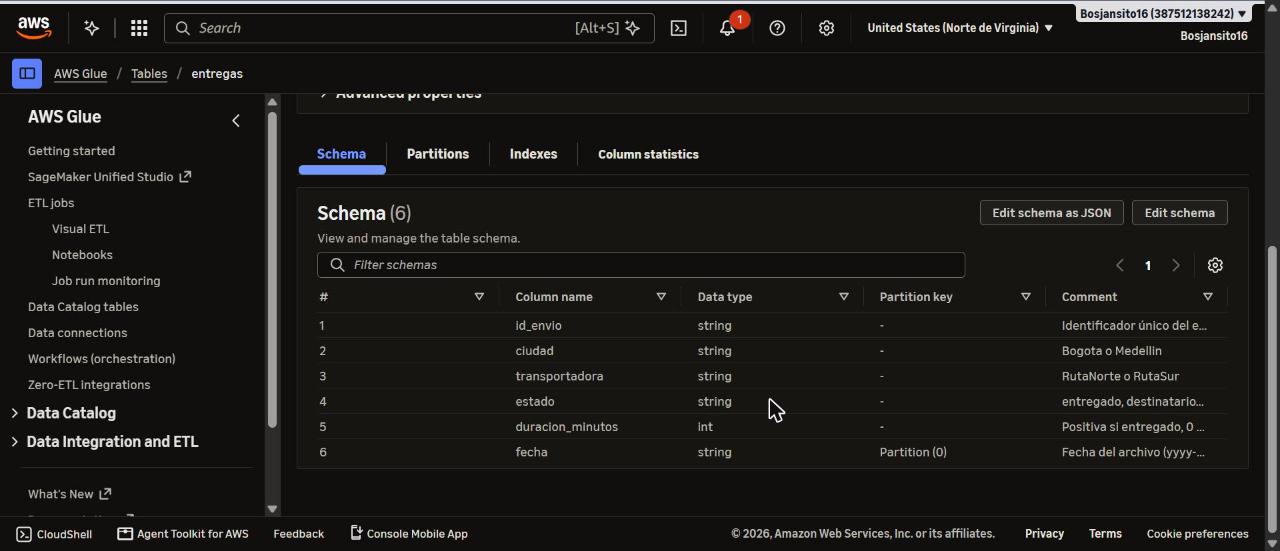 aws
Search [Alt+S]
1
United States (Norte de Virginia)
Bosjansito16 (387512138242)
Bosjansito16
AWS Glue / Tables / entregas
AWS Glue
Getting started
SageMaker Unified Studio
ETL jobs
Visual ETL
Notebooks
Job run monitoring
Data Catalog tables
Data connections
Workflows (orchestration)
Zero-ETL integrations
Data Catalog
Data Integration and ETL
What's New
Advanced properties
Schema Partitions Indexes Column statistics
Schema (6)
Edit schema as JSON Edit schema
View and manage the table schema.
Filter schemas
1
# Column name Data type Partition key Comment
1 id_envio string - Identificador único del e...
2 ciudad string - Bogota o Medellin
3 transportadora string - RutaNorte o RutaSur
4 estado string - entregado, destinatario...
5 duracion_minutos int - Positiva si entregado, 0 ...
6 fecha string Partition (0) Fecha del archivo (yyyy-...
CloudShell Agent Toolkit for AWS Feedback Console Mobile App © 2026, Amazon Web Services, Inc. or its affiliates. Privacy Terms Cookie preferences